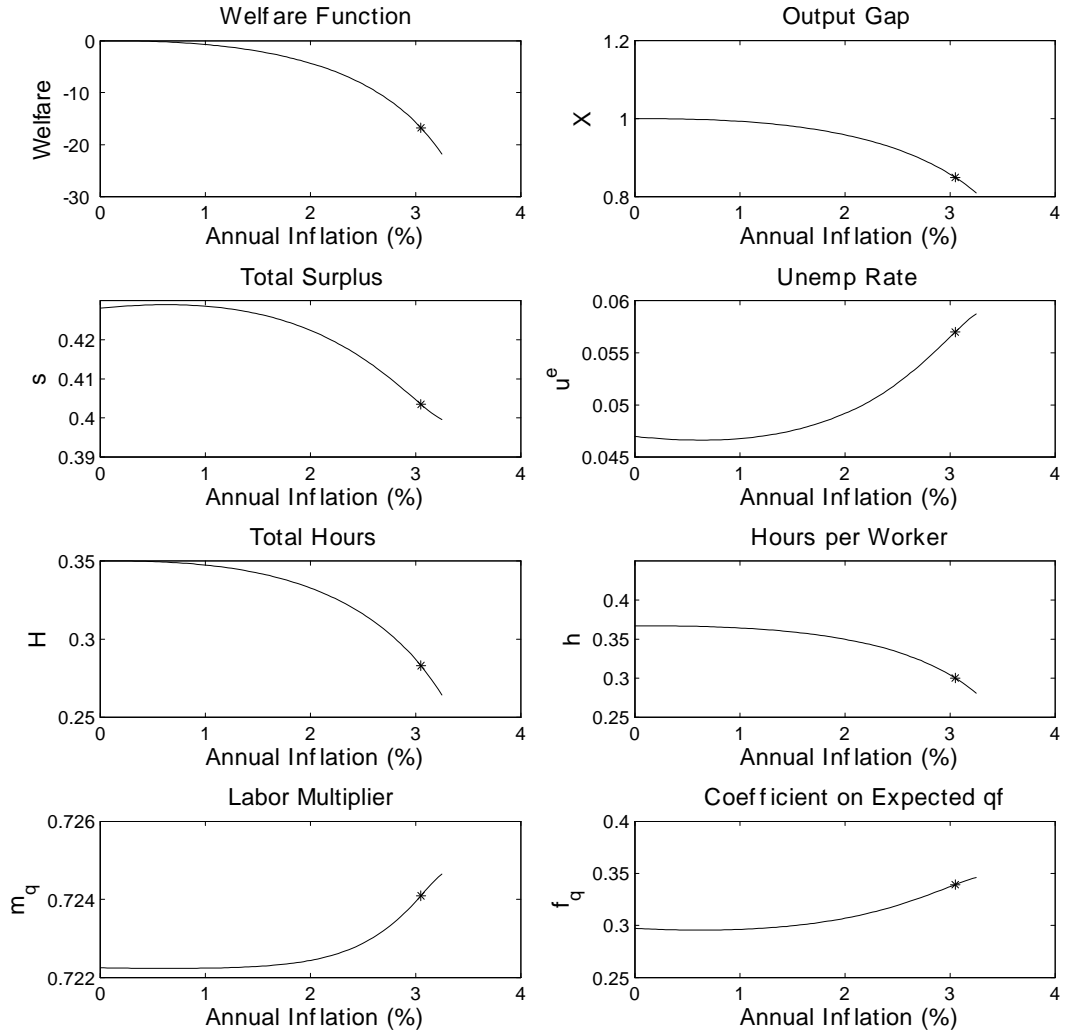 Welfare Function
0
-10
-20
-30
Welfare
0 1 2 3 4
Annual Inflation (%)
Output Gap
1.2
1
0.8
X
0 1 2 3 4
Annual Inflation (%)
Total Surplus
0.42
0.41
0.4
0.39
s
0 1 2 3 4
Annual Inflation (%)
Unemp Rate
0.06
0.055
0.05
0.045
u^e
0 1 2 3 4
Annual Inflation (%)
Total Hours
0.35
0.3
0.25
H
0 1 2 3 4
Annual Inflation (%)
Hours per Worker
0.4
0.35
0.3
0.25
h
0 1 2 3 4
Annual Inflation (%)
Labor Multiplier
0.726
0.724
0.722
m_q
0 1 2 3 4
Annual Inflation (%)
Coefficient on Expected qf
0.4
0.35
0.3
0.25
f_q
0 1 2 3 4
Annual Inflation (%)